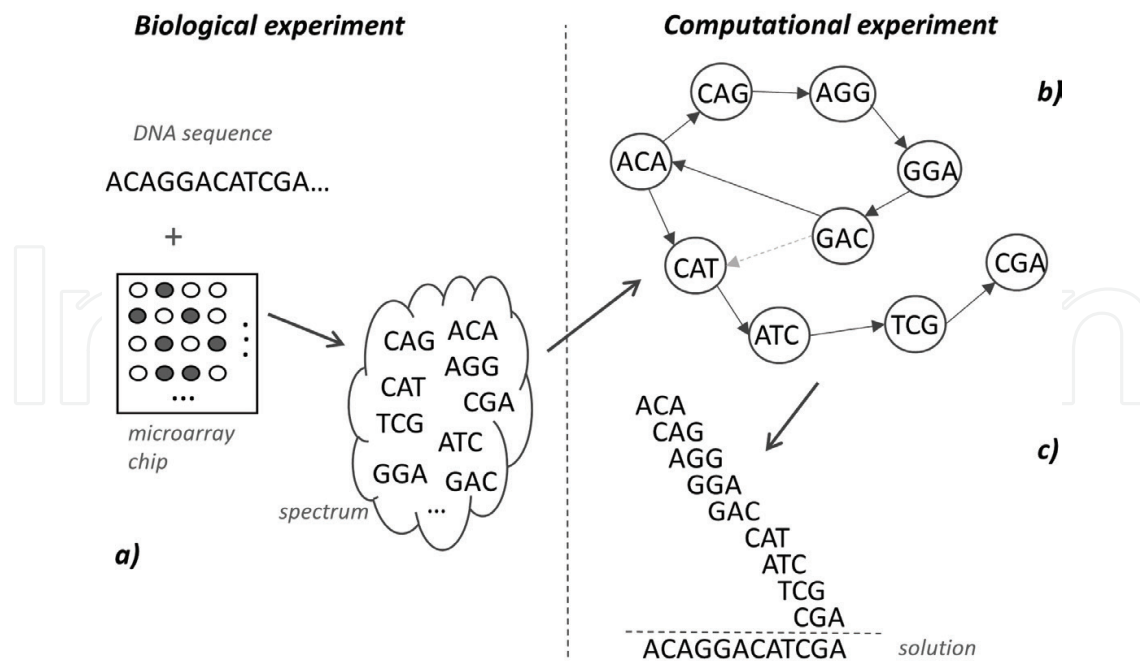 Biological experiment
DNA sequence
ACAGGACATCGA...
+
...
microarray
chip
CAG
ACA
AGG
CAT
CGA
TCG
ATC
GGA
GAC
...
spectrum
a)
Computational experiment
b)
CAG
AGG
ACA
GGA
GAC
CAT
CGA
ATC
TCG
c)
ACA
CAG
AGG
GGA
GAC
CAT
ATC
TCG
CGA
ACAGGACATCGA
solution